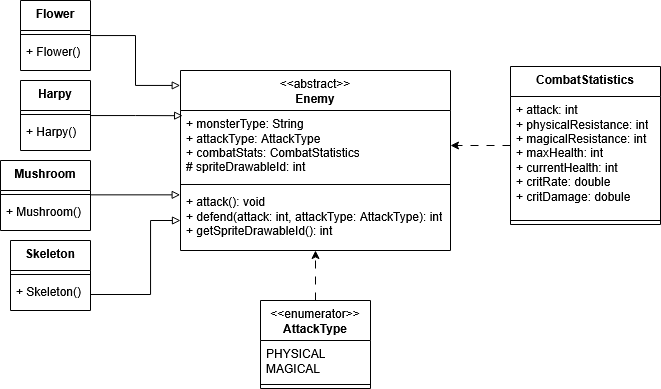 Flower
+ Flower()
Harpy
+ Harpy()
Mushroom
+ Mushroom()
Skeleton
+ Skeleton()
<<abstract>>
Enemy
+ monsterType: String
+ attackType: AttackType
+ combatStats: CombatStatistics
# spriteDrawableId: int
+ attack(): void
+ defend(attack: int, attackType: AttackType): int
+ getSpriteDrawableId(): int
<<enumerator>>
AttackType
PHYSICAL
MAGICAL
CombatStatistics
+ attack: int
+ physicalResistance: int
+ magicalResistance: int
+ maxHealth: int
+ currentHealth: int
+ critRate: double
+ critDamage: dobule